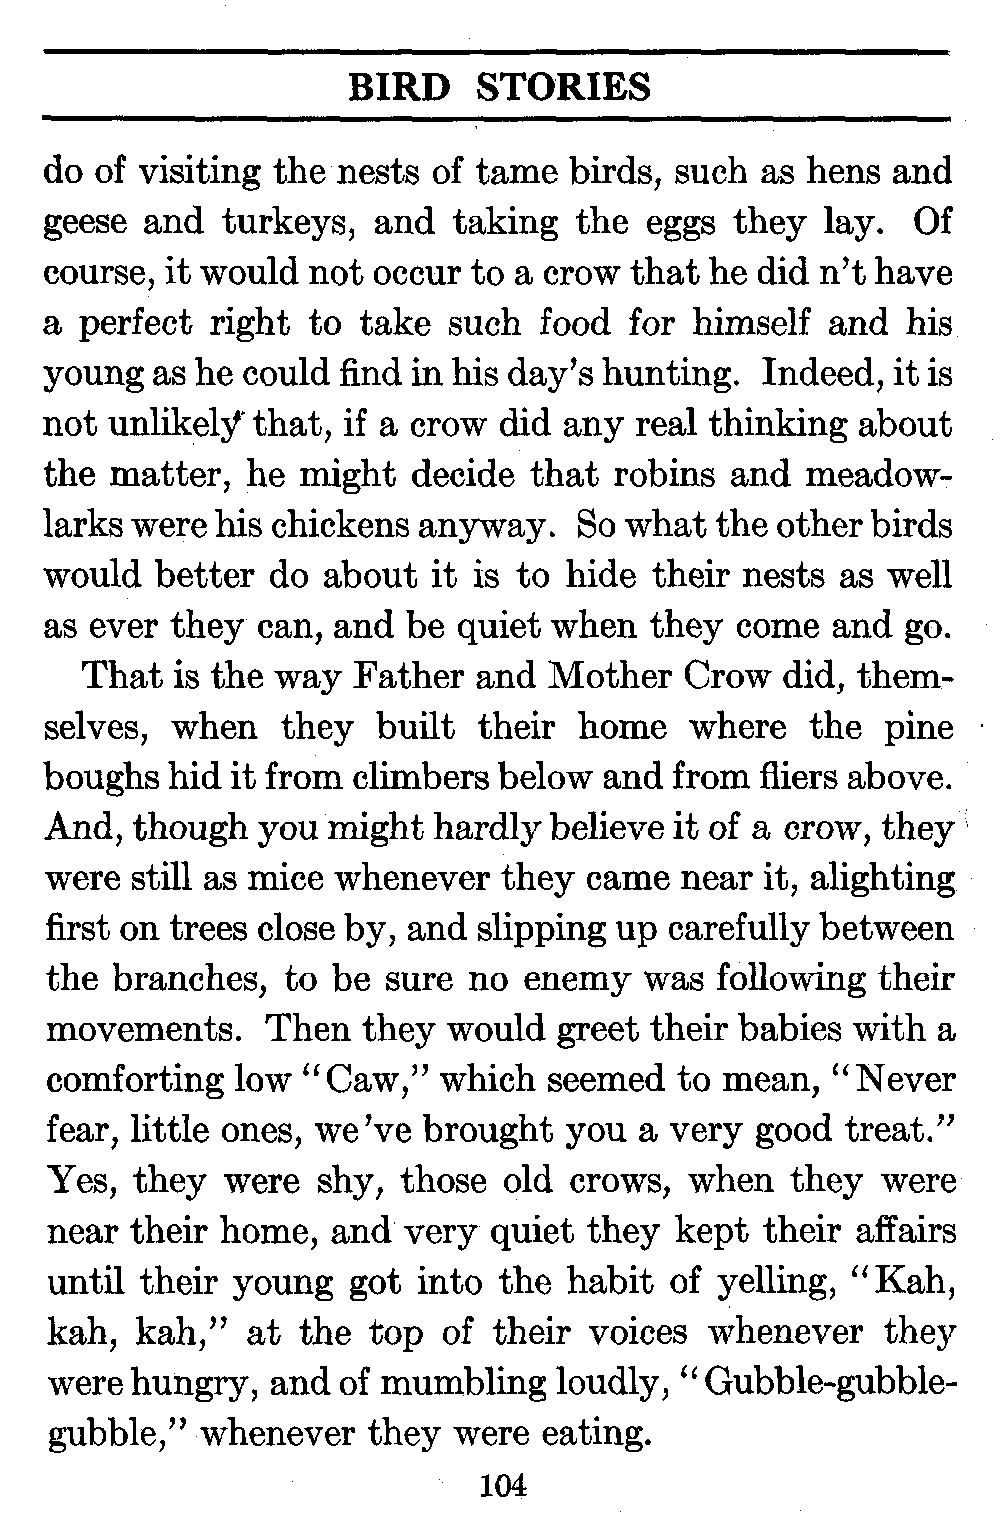 BIRD STORIES
do of visiting the nests of tame birds, such as hens and
geese and turkeys, and taking the eggs they lay. Of
course, it would not occur to a crow that he did n't have
a perfect right to take such food for himself and his
young as he could find in his day's hunting. Indeed, it is
not unlikely that, if a crow did any real thinking about
the matter, he might decide that robins and meadow-
larks were his chickens anyway. So what the other birds
would better do about it is to hide their nests as well
as ever they can, and be quiet when they come and go.
That is the way Father and Mother Crow did, them-
selves, when they built their home where the pine
boughs hid it from climbers below and from fliers above.
And, though you might hardly believe it of a crow, they
were still as mice whenever they came near it, alighting
first on trees close by, and slipping up carefully between
the branches, to be sure no enemy was following their
movements. Then they would greet their babies with a
comforting low "Caw," which seemed to mean, "Never
fear, little ones, we've brought you a very good treat."
Yes, they were shy, those old crows, when they were
near their home, and very quiet they kept their affairs
until their young got into the habit of yelling, "Kah,
kah, kah," at the top of their voices whenever they
were hungry, and of mumbling loudly, "Gubble-gubble-
gubble," whenever they were eating.
104